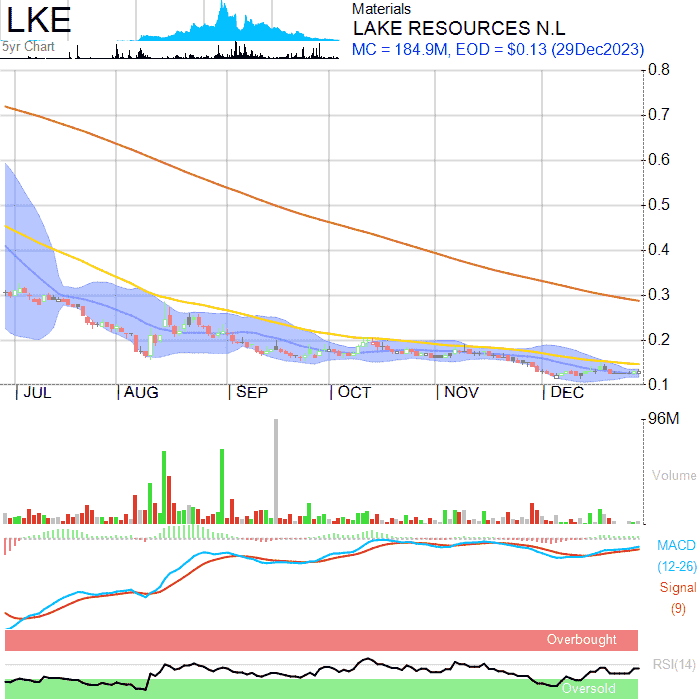 LKE
5yr Chart
Materials
LAKE RESOURCES N.L
MC = 184.9M, EOD = $0.13 (29Dec2023)
0.8
0.7
0.6
0.5
0.4
0.3
0.2
0.1
JUL AUG SEP OCT NOV DEC
96M
Volume
MACD
(12-26)
Signal
(9)
Overbought
RSI(14)
Oversold